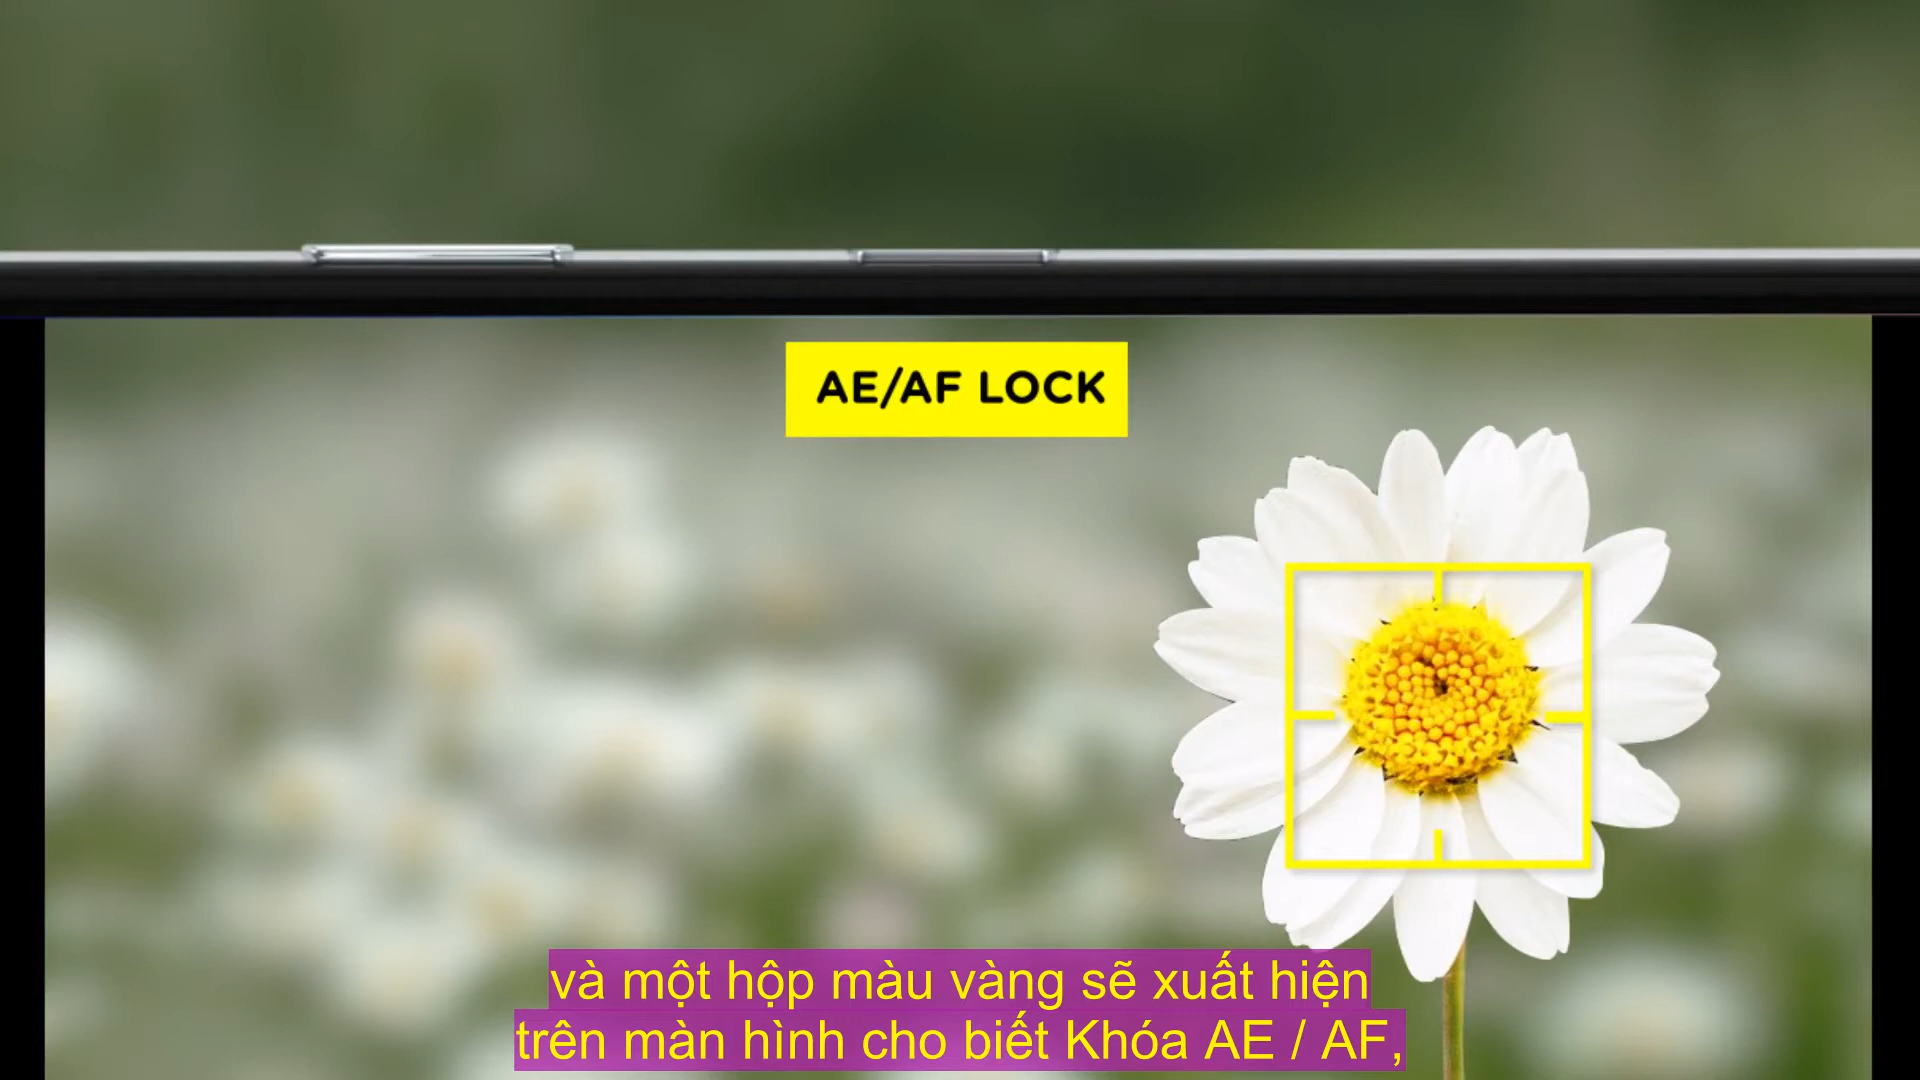 AE/AF LOCK
và một hộp màu vàng sẽ xuất hiện
trên màn hình cho biết Khóa AE / AF,